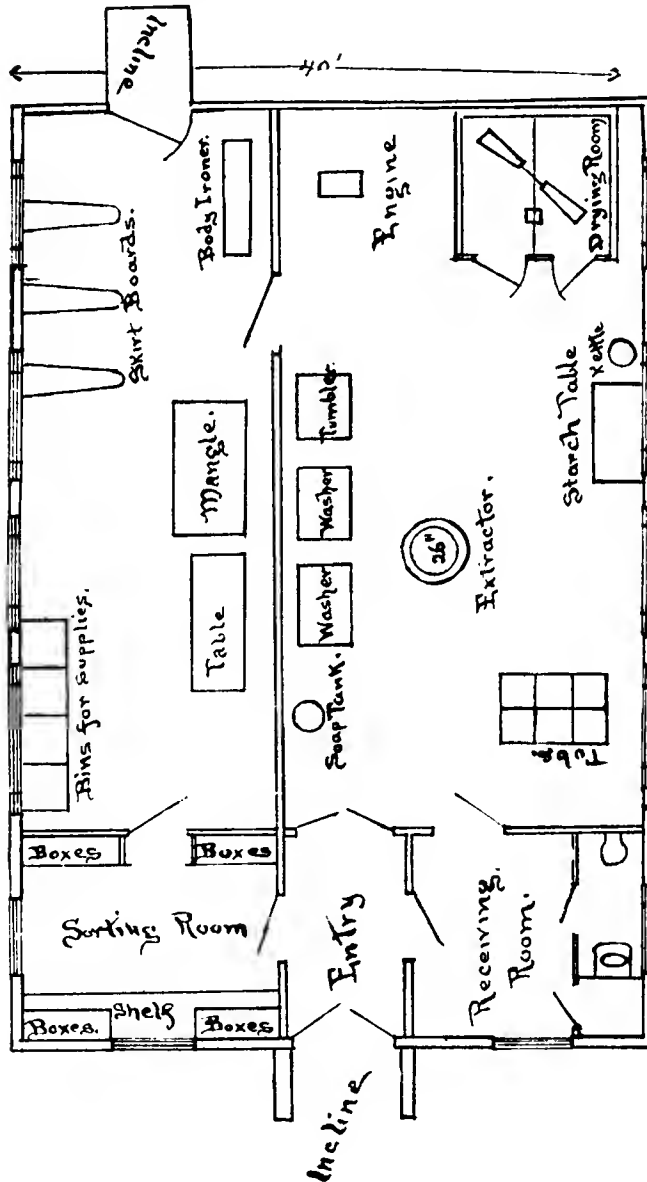 Incline
40'
Skirt Boards.
Body Ironer.
Engine
Drying Room
Mangle.
Tumbler.
Kettle
Starch Table
Washer
26"
Extractor.
Bins for supplies.
Table
Washer
Soap Tank.
Tubs.
Boxes
Boxes
Sorting Room
Entry
Receiving
Room.
Shelf
Boxes.
Boxes
Incline